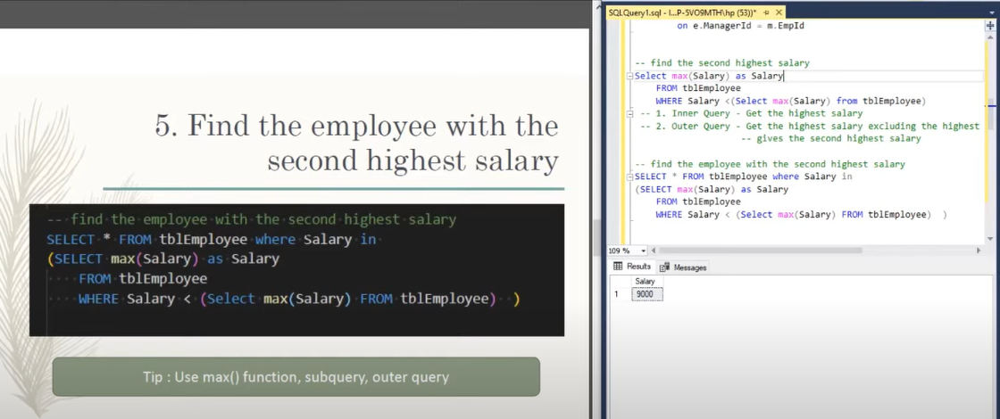 5. Find the employee with the
second highest salary
-- find the employee with the second highest salary
SELECT * FROM tblEmployee where Salary in
(SELECT max(Salary) as Salary
FROM tblEmployee
WHERE Salary < (Select max(Salary) FROM tblEmployee) )
Tip : Use max() function, subquery, outer query
SQLQuery1.sql - I...P-5VO9MTH\hp (53))*
on e.ManagerId = m.EmpId
-- find the second highest salary
Select max(Salary) as Salary
FROM tblEmployee
WHERE Salary <(Select max(Salary) from tblEmployee)
-- 1. Inner Query - Get the highest salary
-- 2. Outer Query - Get the highest salary excluding the highest
-- gives the second highest salary
-- find the employee with the second highest salary
SELECT * FROM tblEmployee where Salary in
(SELECT max(Salary) as Salary
FROM tblEmployee
WHERE Salary < (Select max(Salary) FROM tblEmployee) )
109 %
Results Messages
Salary
1 9000